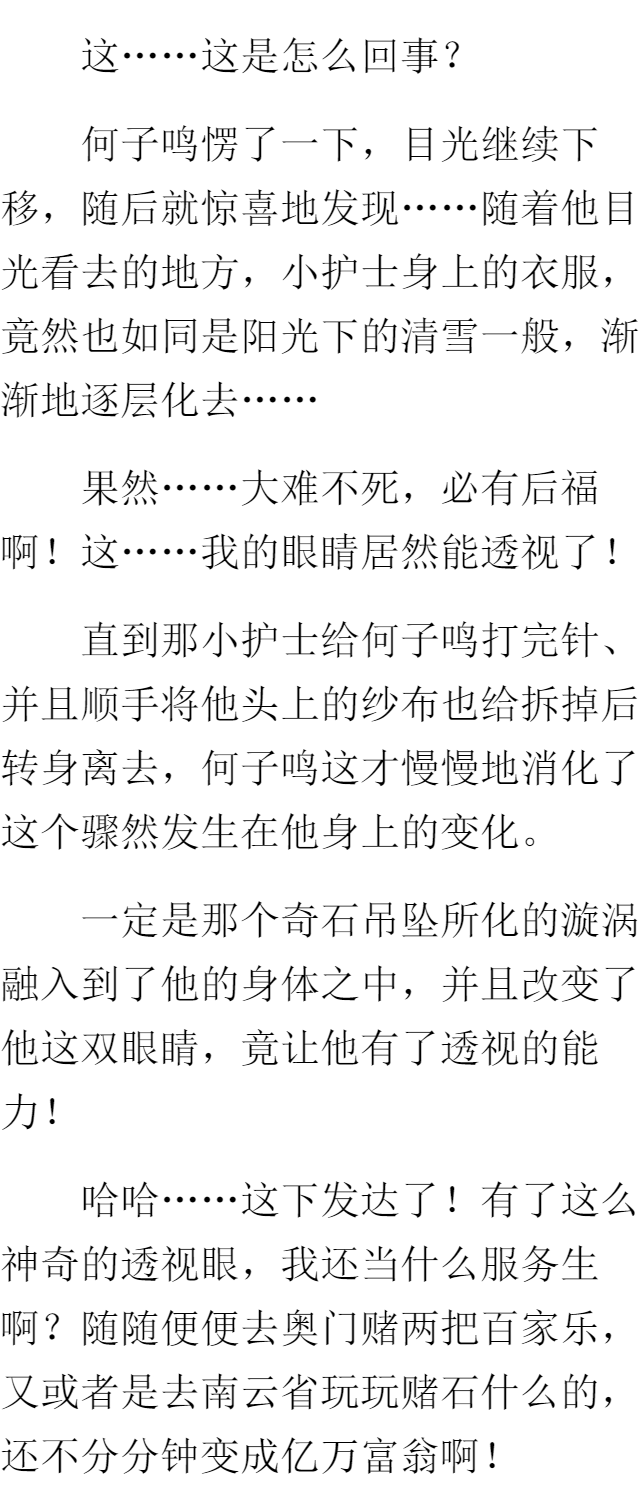 这……这是怎么回事？
何子鸣愣了一下，目光继续下
移，随后就惊喜地发现……随着他目
光看去的地方，小护士身上的衣服，
竟然也如同是阳光下的清雪一般，渐
渐地逐层化去……
果然……大难不死，必有后福
啊！这……我的眼睛居然能透视了！
直到那小护士给何子鸣打完针、
并且顺手将他头上的纱布也给拆掉后
转身离去，何子鸣这才慢慢地消化了
这个骤然发生在他身上的变化。
一定是那个奇石吊坠所化的漩涡
融入到了他的身体之中，并且改变了
他这双眼睛，竟让他有了透视的能
力！
哈哈……这下发达了！有了这么
神奇的透视眼，我还当什么服务生
啊？随随便便去奥门赌两把百家乐，
又或者是去南云省玩玩赌石什么的，
还不分分钟变成亿万富翁啊！